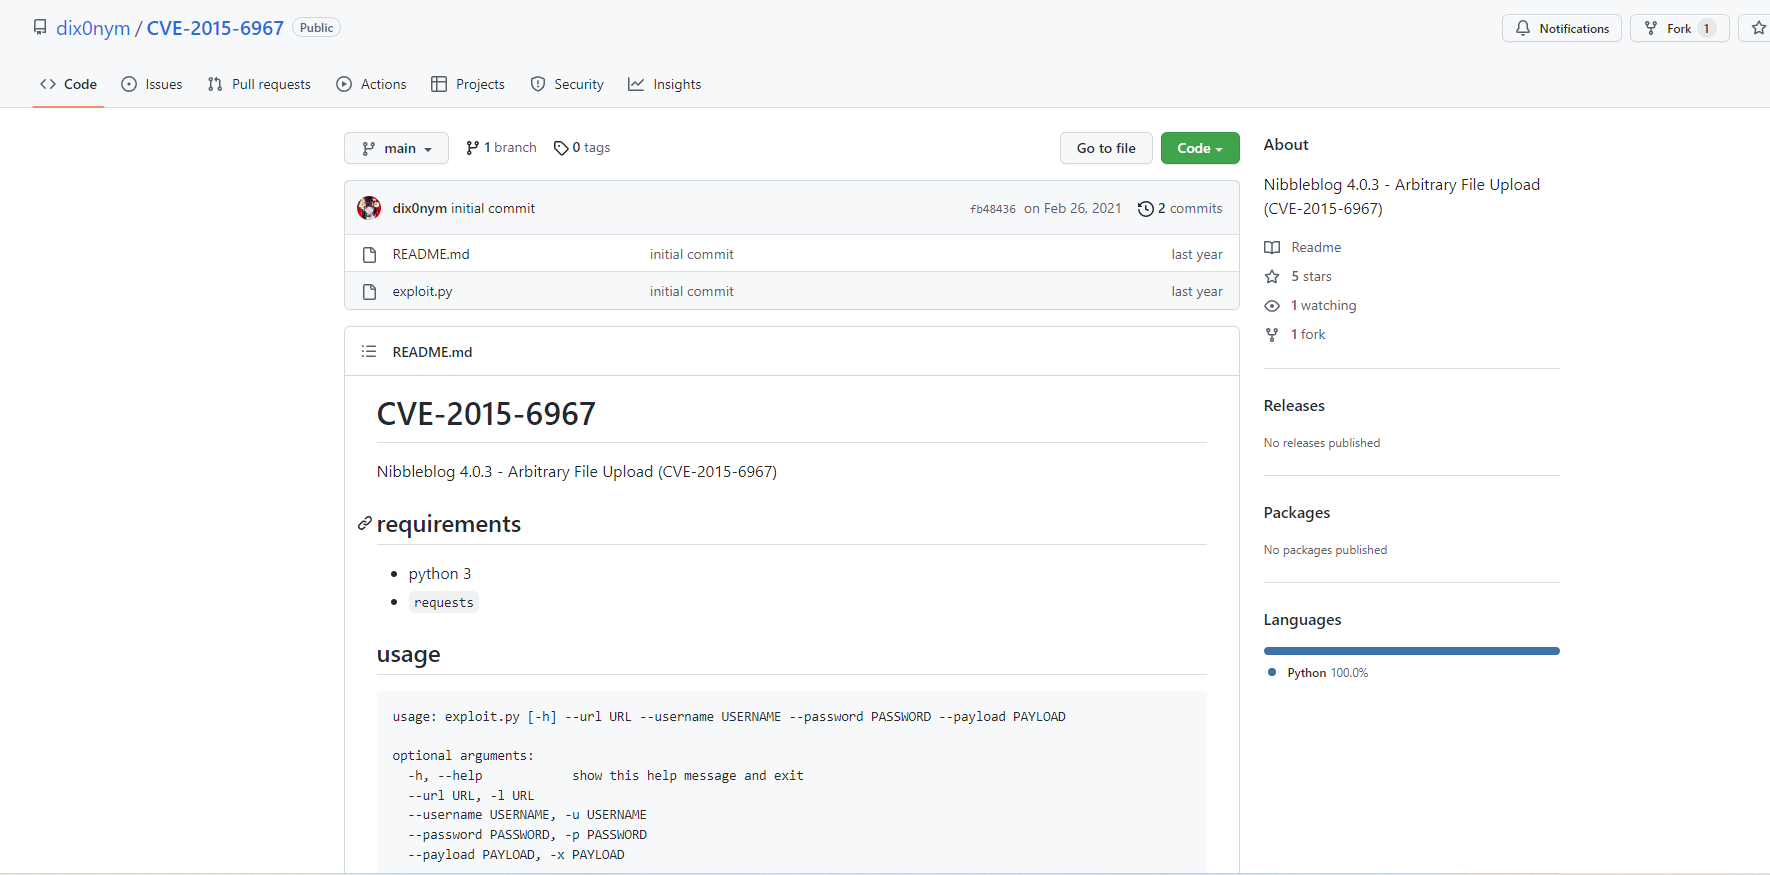 dix0nym / CVE-2015-6967 Public
Notifications
Fork 1
Code
Issues
Pull requests
Actions
Projects
Security
Insights
main
1 branch
0 tags
Go to file
Code
dix0nym initial commit
fb48436 on Feb 26, 2021
2 commits
README.md initial commit last year
exploit.py initial commit last year
README.md
CVE-2015-6967
Nibbleblog 4.0.3 - Arbitrary File Upload (CVE-2015-6967)
requirements
python 3
requests
usage
usage: exploit.py [-h] --url URL --username USERNAME --password PASSWORD --payload PAYLOAD
optional arguments:
-h, --help show this help message and exit
--url URL, -l URL
--username USERNAME, -u USERNAME
--password PASSWORD, -p PASSWORD
--payload PAYLOAD, -x PAYLOAD
About
Nibbleblog 4.0.3 - Arbitrary File Upload
(CVE-2015-6967)
Readme
5 stars
1 watching
1 fork
Releases
No releases published
Packages
No packages published
Languages
Python 100.0%